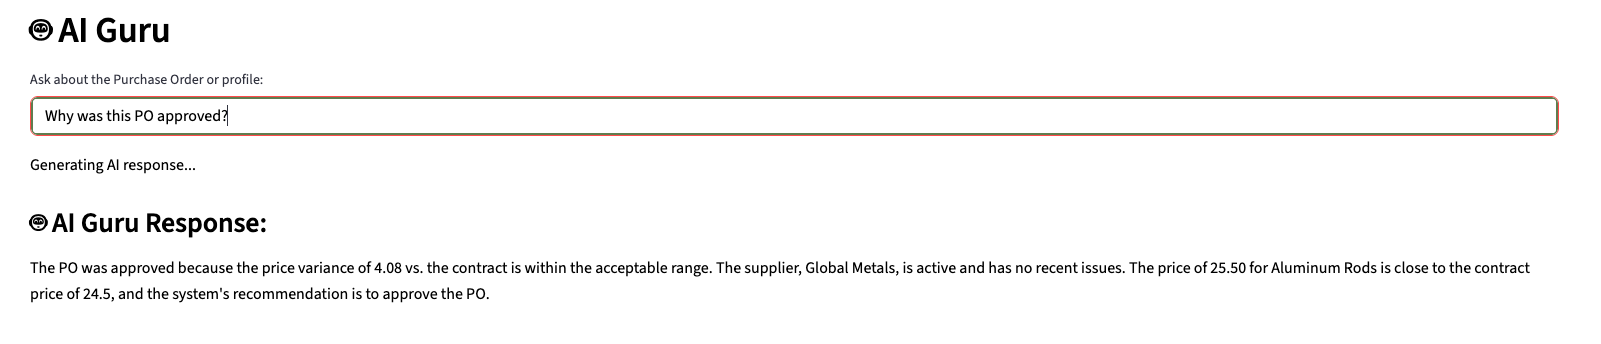 AI Guru
Ask about the Purchase Order or profile:
Why was this PO approved?
Generating AI response...
AI Guru Response:
The PO was approved because the price variance of 4.08 vs. the contract is within the acceptable range. The supplier, Global Metals, is active and has no recent issues. The price of 25.50 for Aluminum Rods is close to the contract
price of 24.5, and the system's recommendation is to approve the PO.